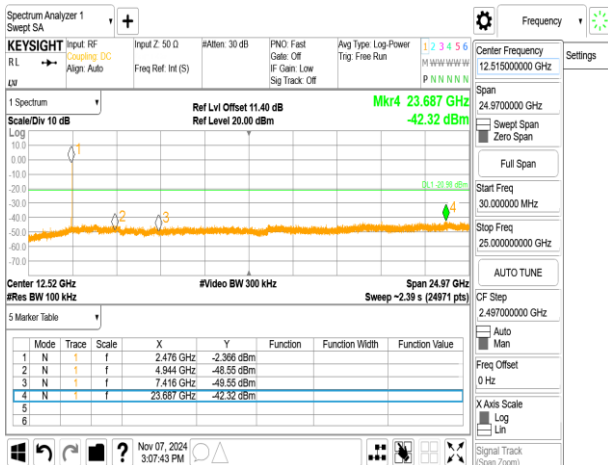 Spectrum Analyzer 1
Swept SA
Frequency
KEYSIGHT
RL
LXI
Input: RF
Coupling: DC
Align: Auto
Input Z: 50 Ω
Freq Ref: Int (S)
#Atten: 30 dB
PNO: Fast
Gate: Off
IF Gain: Low
Sig Track: Off
Avg Type: Log-Power
Trig: Free Run
1 2 3 4 5 6
M W W W W W
P N N N N N
Center Frequency
12.515000000 GHz
Settings
1 Spectrum
Scale/Div 10 dB
Ref Lvl Offset 11.40 dB
Ref Level 20.00 dBm
Mkr4 23.687 GHz
-42.32 dBm
Span
24.9700000 GHz
Swept Span
Zero Span
Full Span
Start Freq
30.000000 MHz
Stop Freq
25.000000000 GHz
AUTO TUNE
CF Step
2.497000000 GHz
Auto
Man
Freq Offset
0 Hz
X Axis Scale
Log
Lin
Signal Track
(Span Zoom)
Log
10.0
0.00
-10.0
-20.0
-30.0
-40.0
-50.0
-60.0
-70.0
1
2
3
4
DL1 -20.98 dBm
Center 12.52 GHz
#Res BW 100 kHz
#Video BW 300 kHz
Span 24.97 GHz
Sweep ~2.39 s (24971 pts)
5 Marker Table
Mode Trace Scale X Y Function Function Width Function Value
1 N 1 f 2.476 GHz -2.366 dBm
2 N 1 f 4.944 GHz -48.55 dBm
3 N 1 f 7.416 GHz -49.55 dBm
4 N 1 f 23.687 GHz -42.32 dBm
5
6
?
Nov 07, 2024
3:07:43 PM